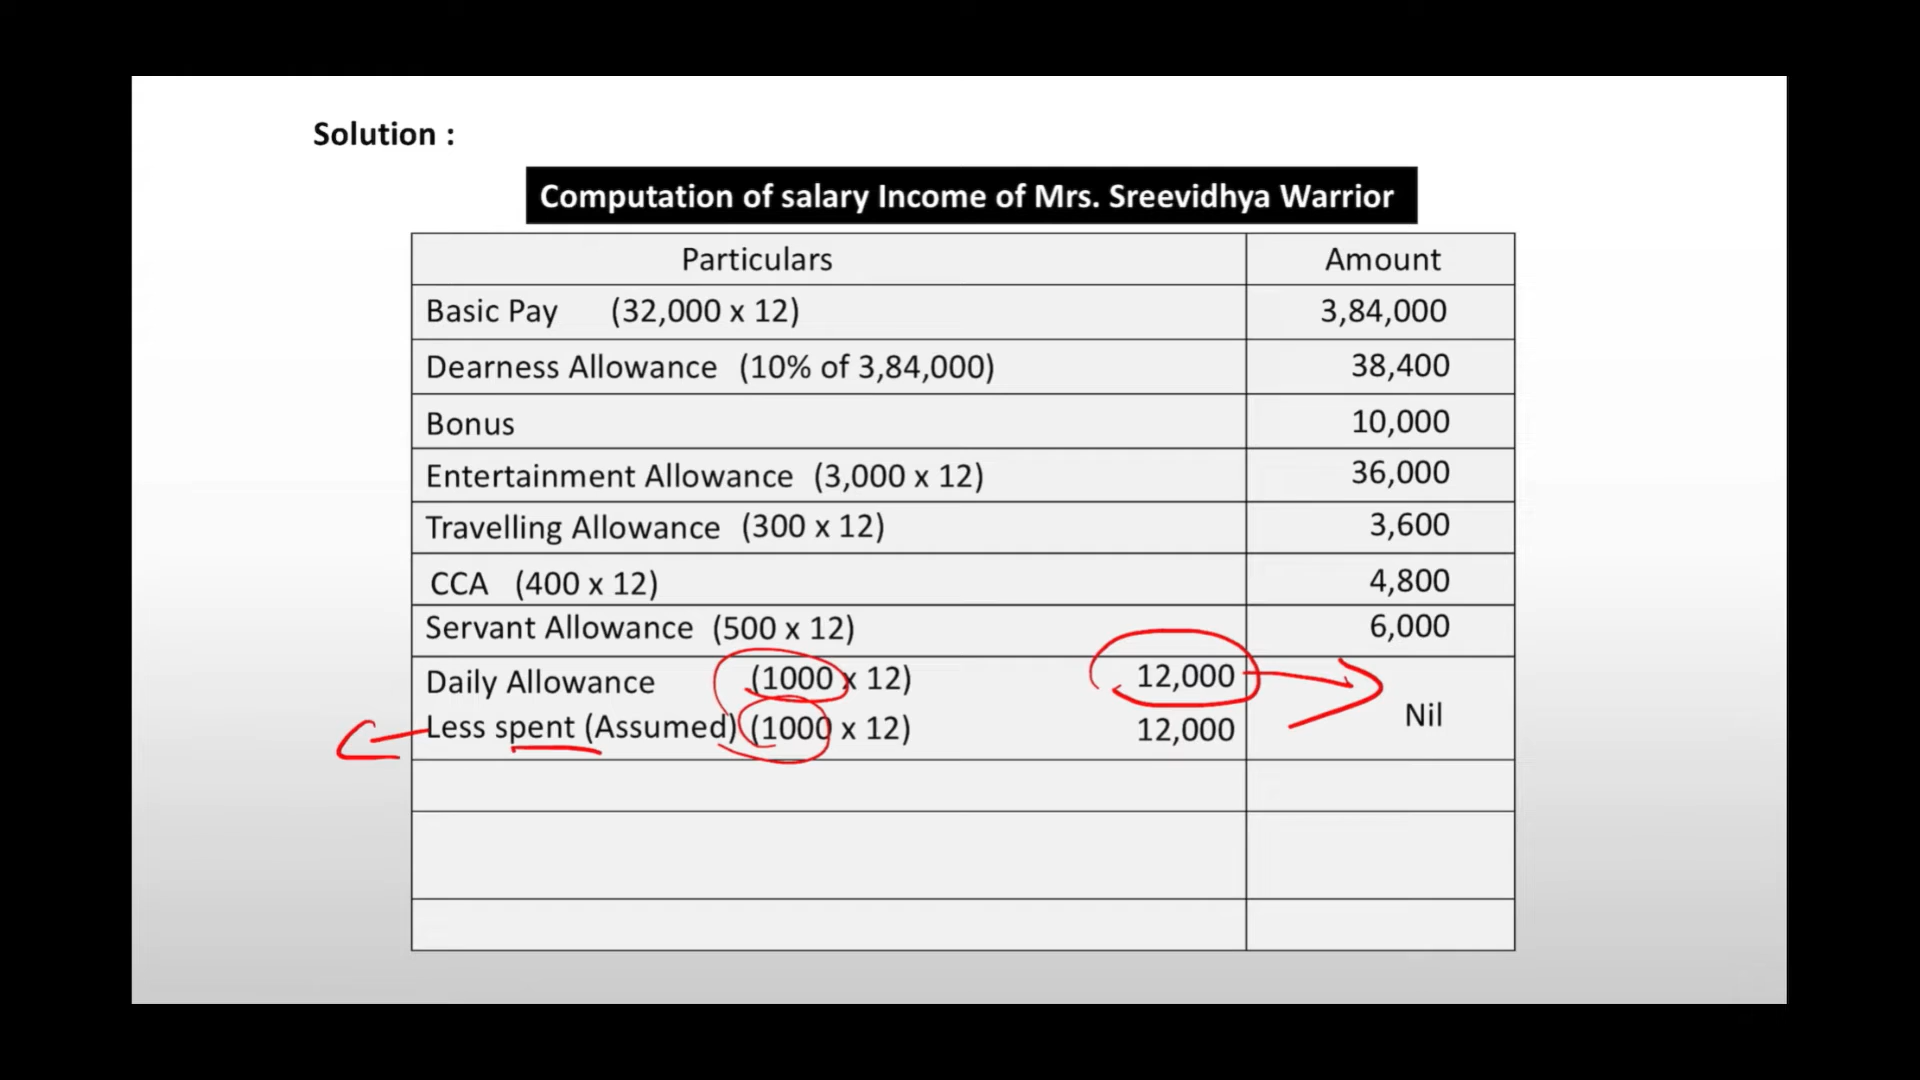 Solution :
Computation of salary Income of Mrs. Sreevidhya Warrior
Particulars Amount
Basic Pay (32,000 x 12) 3,84,000
Dearness Allowance (10% of 3,84,000) 38,400
Bonus 10,000
Entertainment Allowance (3,000 x 12) 36,000
Travelling Allowance (300 x 12) 3,600
CCA (400 x 12) 4,800
Servant Allowance (500 x 12) 6,000
Daily Allowance (1000 x 12) 12,000
Nil
Less spent (Assumed) (1000 x 12) 12,000